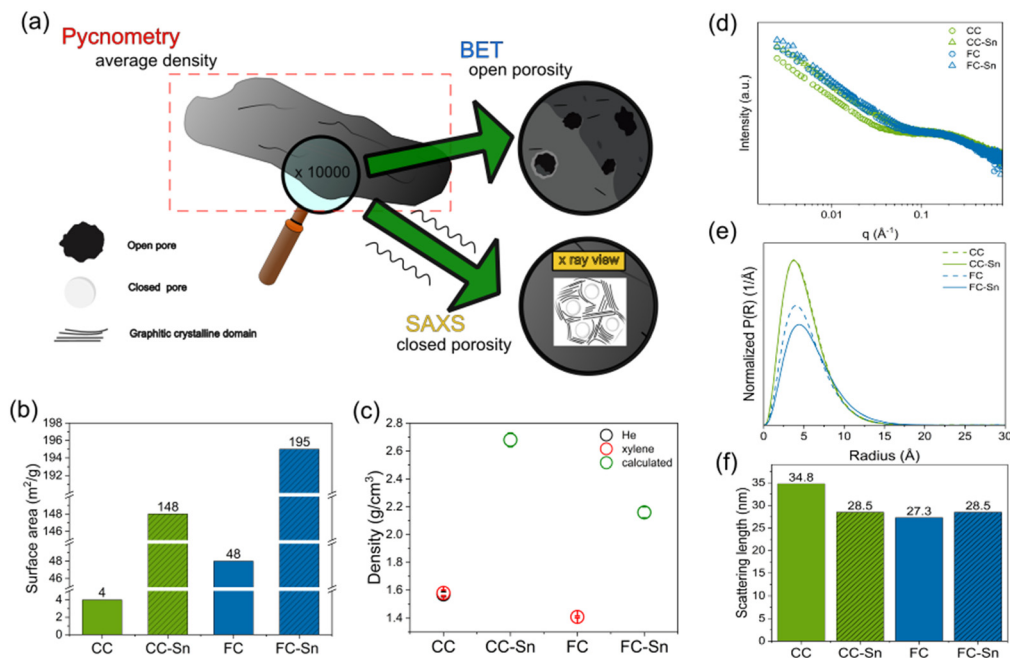 (a)
Pycnometry
average density
BET
open porosity
x 10000
Open pore
Closed pore
Graphitic crystalline domain
x ray view
SAXS
closed porosity
(b)
Surface area (m²/g)
198
196
194
192
190
148
146
48
46
4
2
0
4
148
48
195
CC
CC-Sn
FC
FC-Sn
(c)
Density (g/cm³)
2.8
2.6
2.4
2.2
2.0
1.8
1.6
1.4
He
xylene
calculated
CC
CC-Sn
FC
FC-Sn
(d)
Intensity (a.u.)
CC
CC-Sn
FC
FC-Sn
0.01
0.1
q (Å⁻¹)
(e)
Normalized P(R) (1/Å)
CC
CC-Sn
FC
FC-Sn
0
5
10
15
20
25
30
Radius (Å)
(f)
Scattering length (nm)
35
30
25
20
15
10
5
0
34.8
28.5
27.3
28.5
CC
CC-Sn
FC
FC-Sn